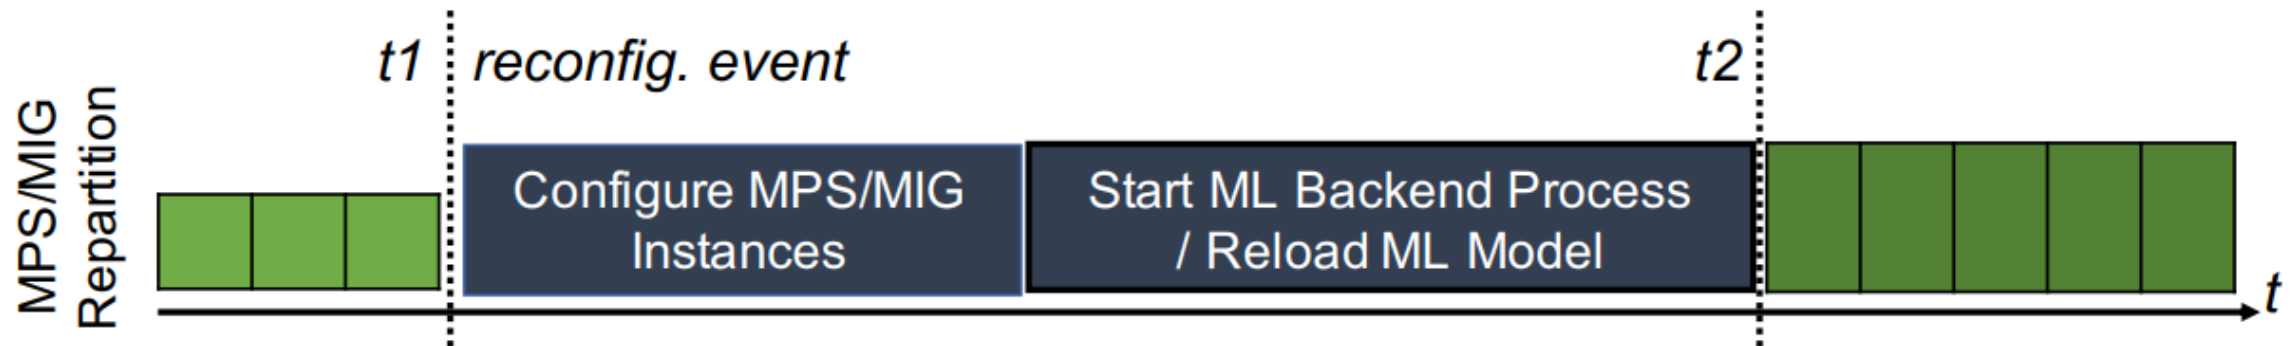 MPS/MIG
Repartition
t1
reconfig. event
t2
Configure MPS/MIG
Instances
Start ML Backend Process
/ Reload ML Model
t